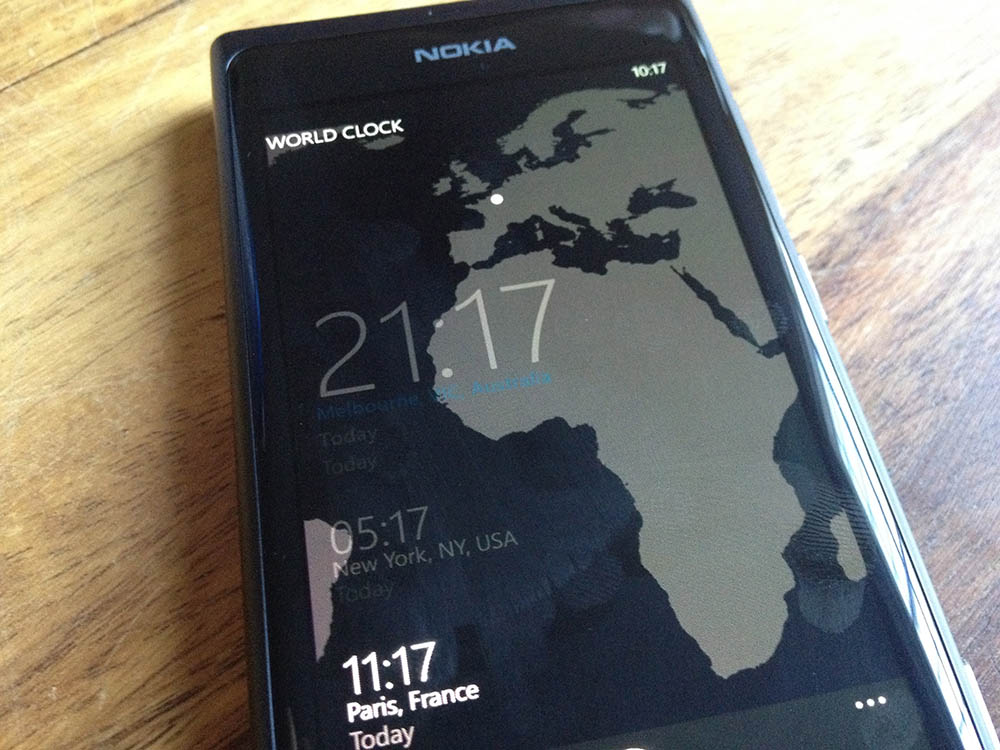 NOKIA
10:17
WORLD CLOCK
21:17
Melbourne, VIC, Australia
Today
Today
05:17
New York, NY, USA
Today
11:17
Paris, France
Today